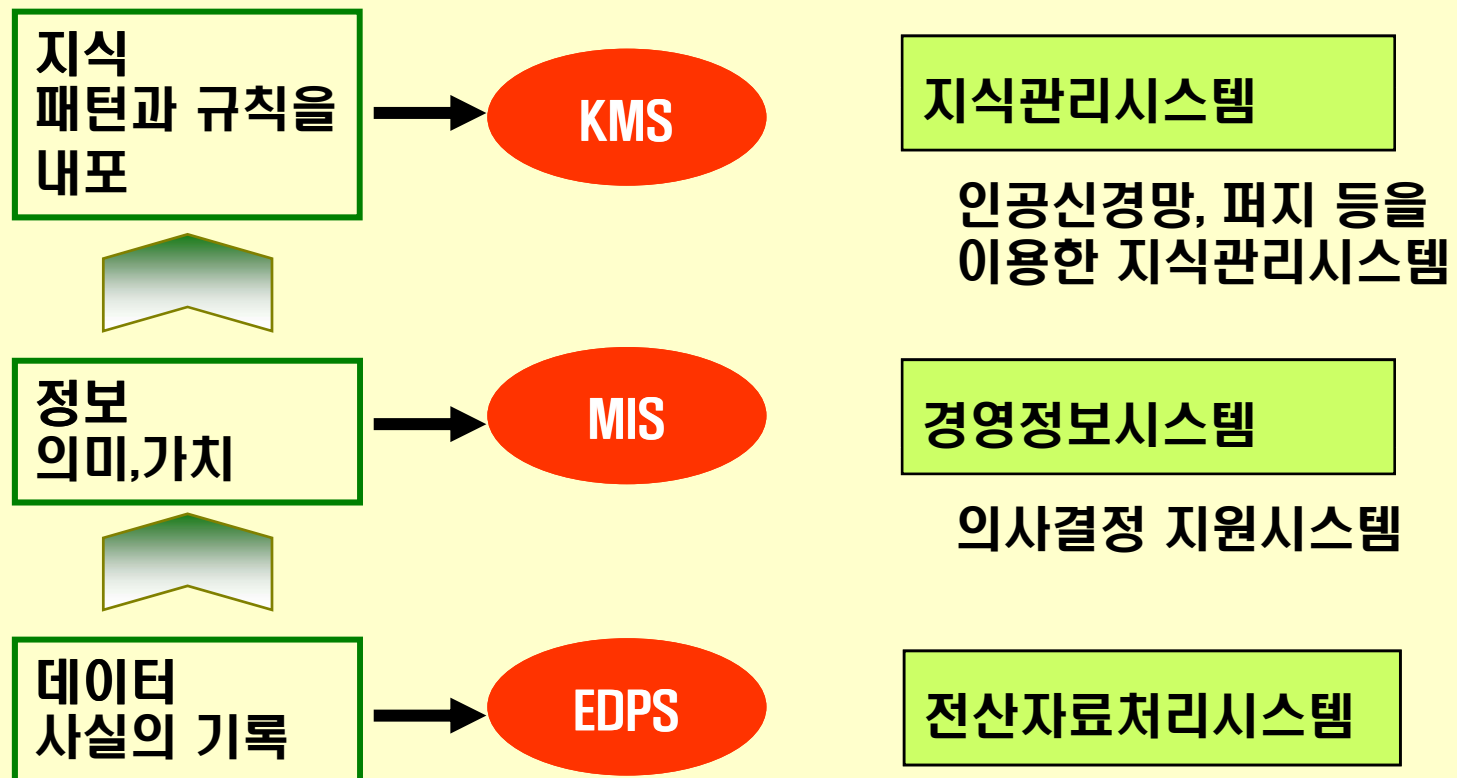 지식
패턴과 규칙을
내포
KMS
지식관리시스템
인공신경망, 퍼지 등을
이용한 지식관리시스템
정보
의미,가치
MIS
경영정보시스템
의사결정 지원시스템
데이터
사실의 기록
EDPS
전산자료처리시스템